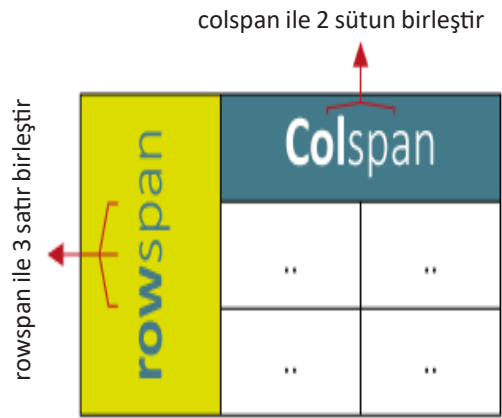 colspan ile 2 sütun birleştir
rowspan ile 3 satır birleştir
rowspan
Colspan
.. ..
.. ..